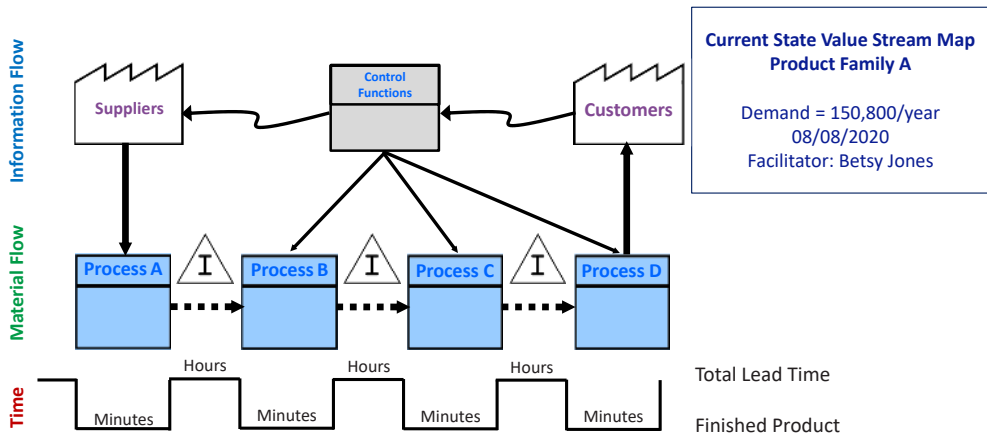 Information Flow
Material Flow
Time
Suppliers
Control
Functions
Customers
Current State Value Stream Map
Product Family A
Demand = 150,800/year
08/08/2020
Facilitator: Betsy Jones
Process A
I
Process B
I
Process C
I
Process D
Hours
Hours
Hours
Minutes
Minutes
Minutes
Minutes
Total Lead Time
Finished Product